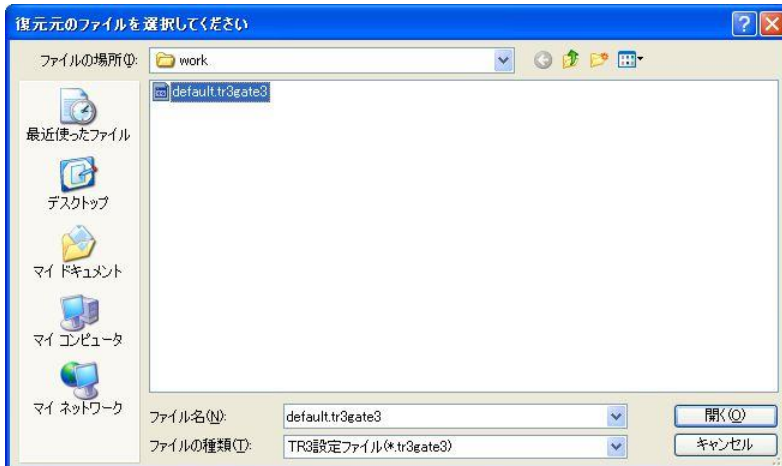 復元元のファイルを選択してください
ファイルの場所(I):
work
default.tr3gate3
最近使ったファイル
デスクトップ
マイ ドキュメント
マイ コンピュータ
マイ ネットワーク
ファイル名(N):
default.tr3gate3
開く(O)
ファイルの種類(T):
TR3設定ファイル(*.tr3gate3)
キャンセル